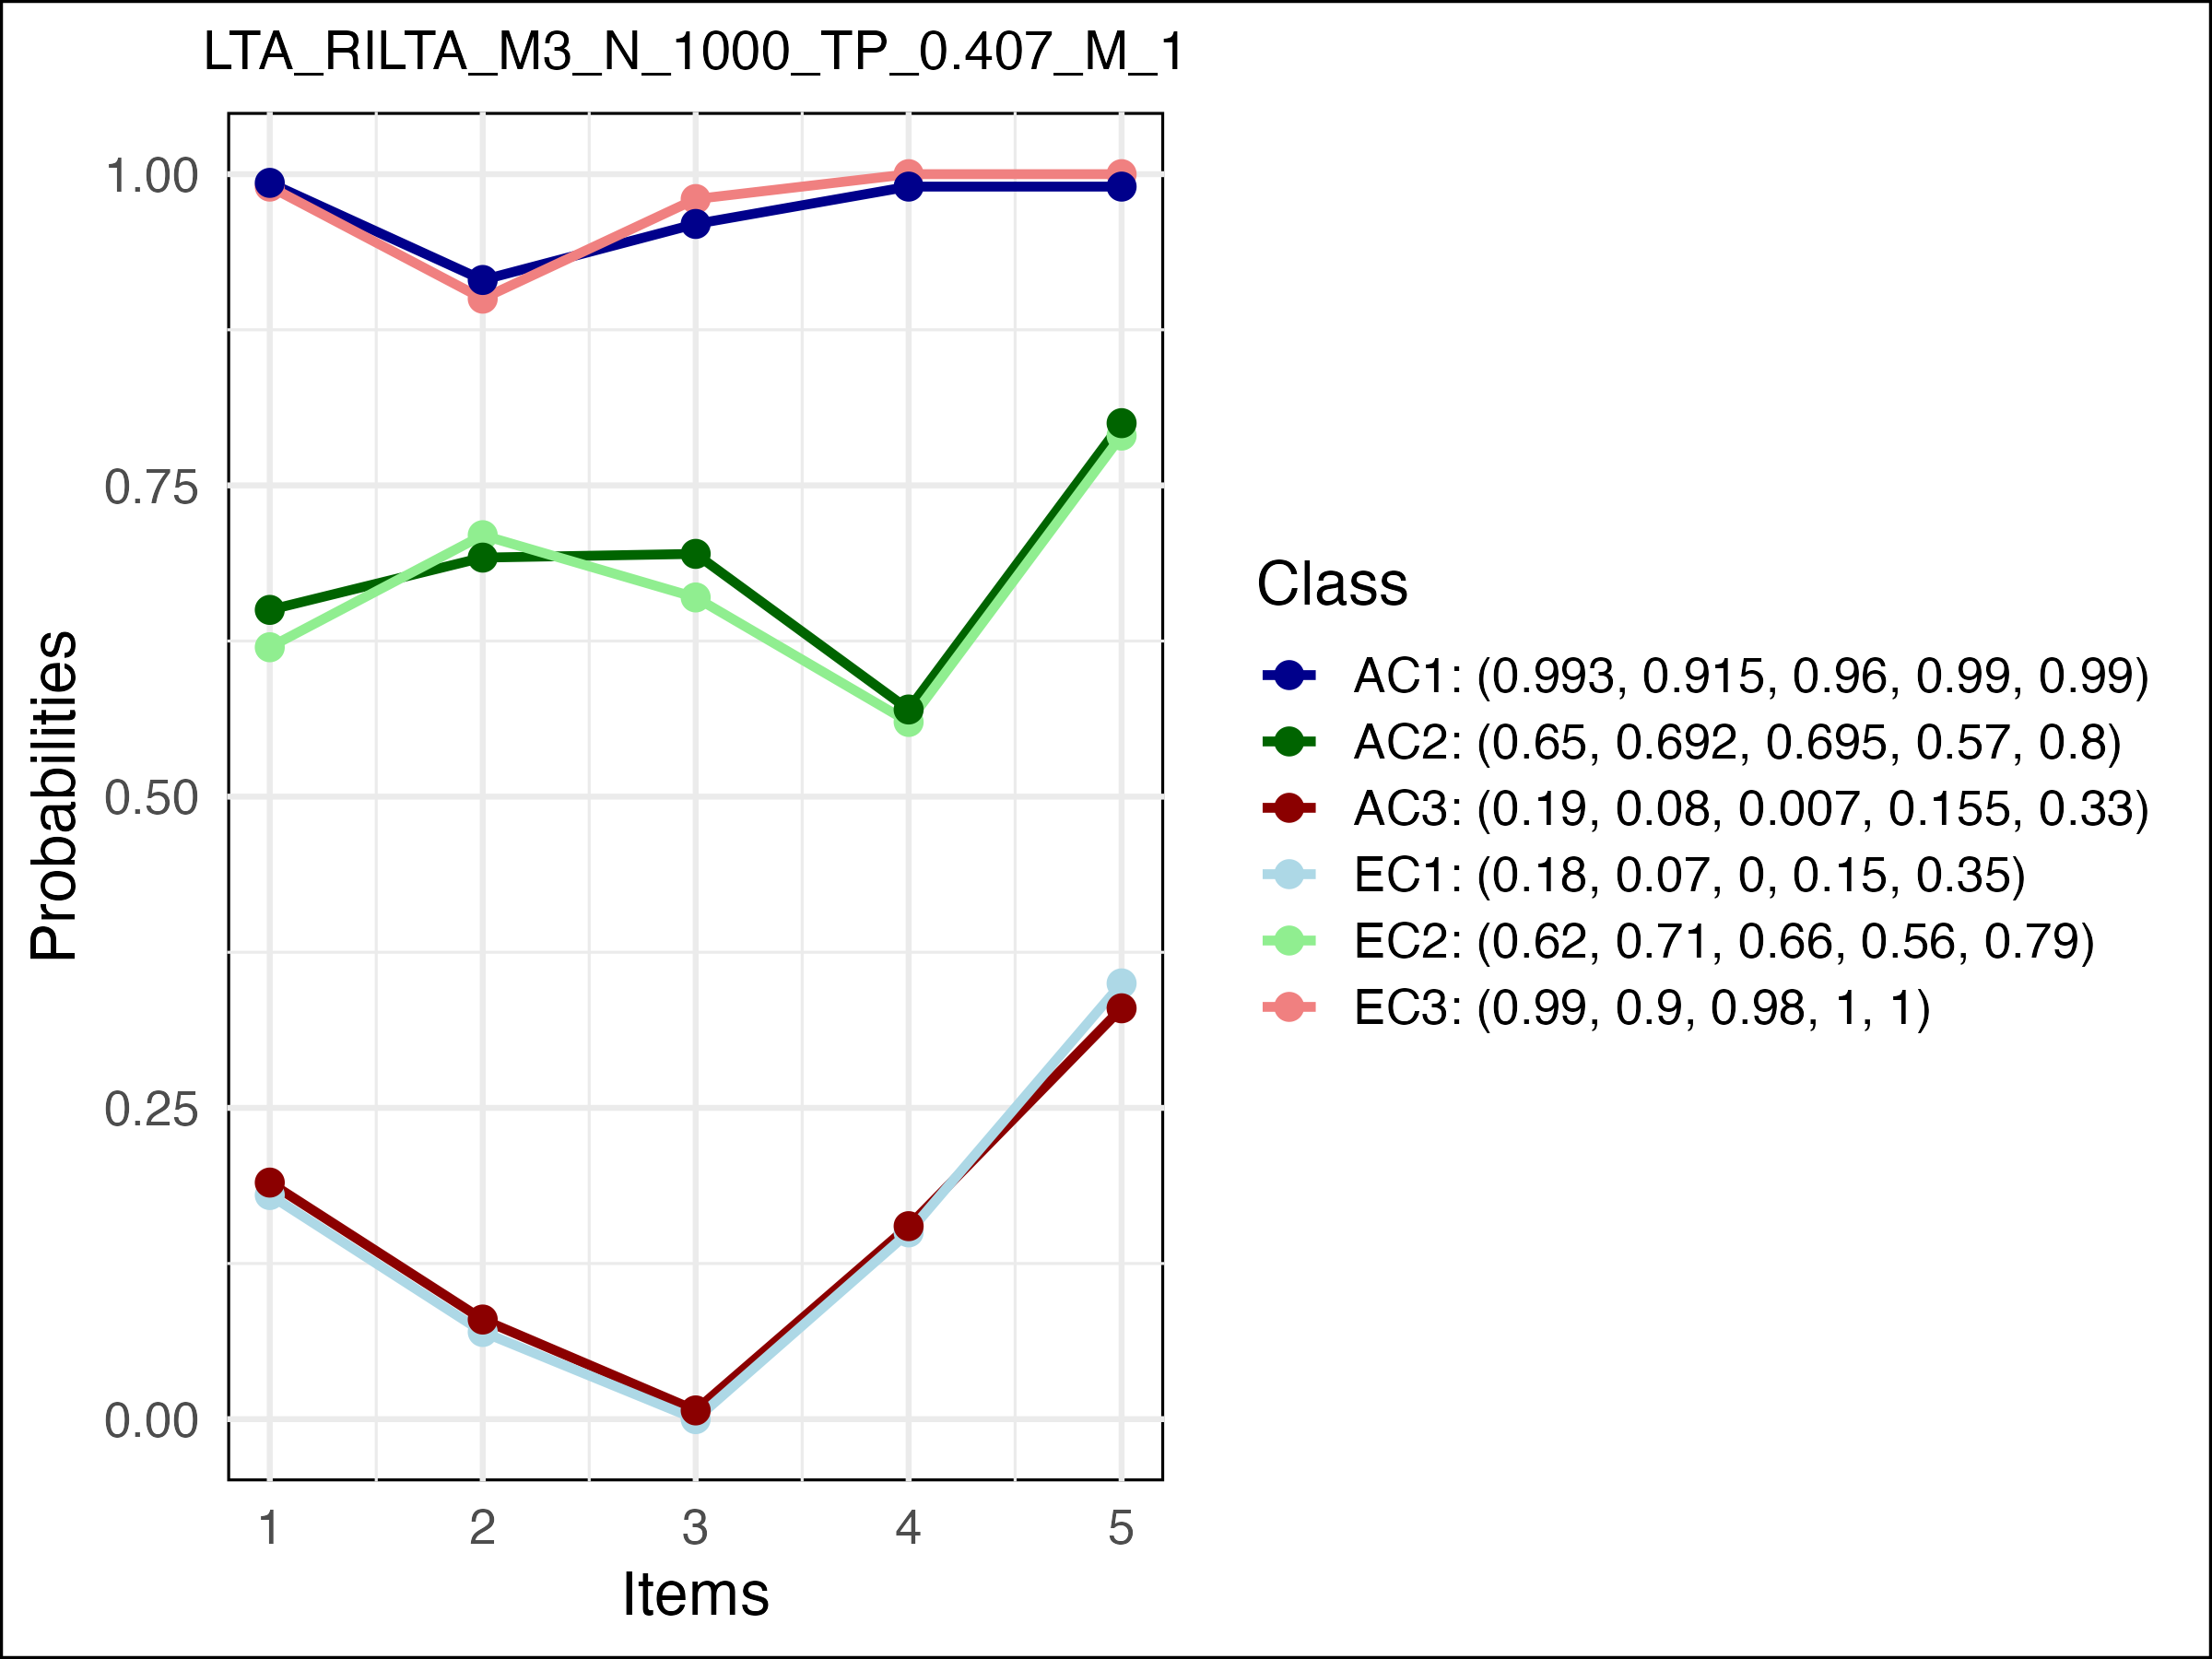 LTA_RILTA_M3_N_1000_TP_0.407_M_1
1.00
0.75
0.50
0.25
0.00
Probabilities
1 2 3 4 5
Items
Class
AC1: (0.993, 0.915, 0.96, 0.99, 0.99)
AC2: (0.65, 0.692, 0.695, 0.57, 0.8)
AC3: (0.19, 0.08, 0.007, 0.155, 0.33)
EC1: (0.18, 0.07, 0, 0.15, 0.35)
EC2: (0.62, 0.71, 0.66, 0.56, 0.79)
EC3: (0.99, 0.9, 0.98, 1, 1)